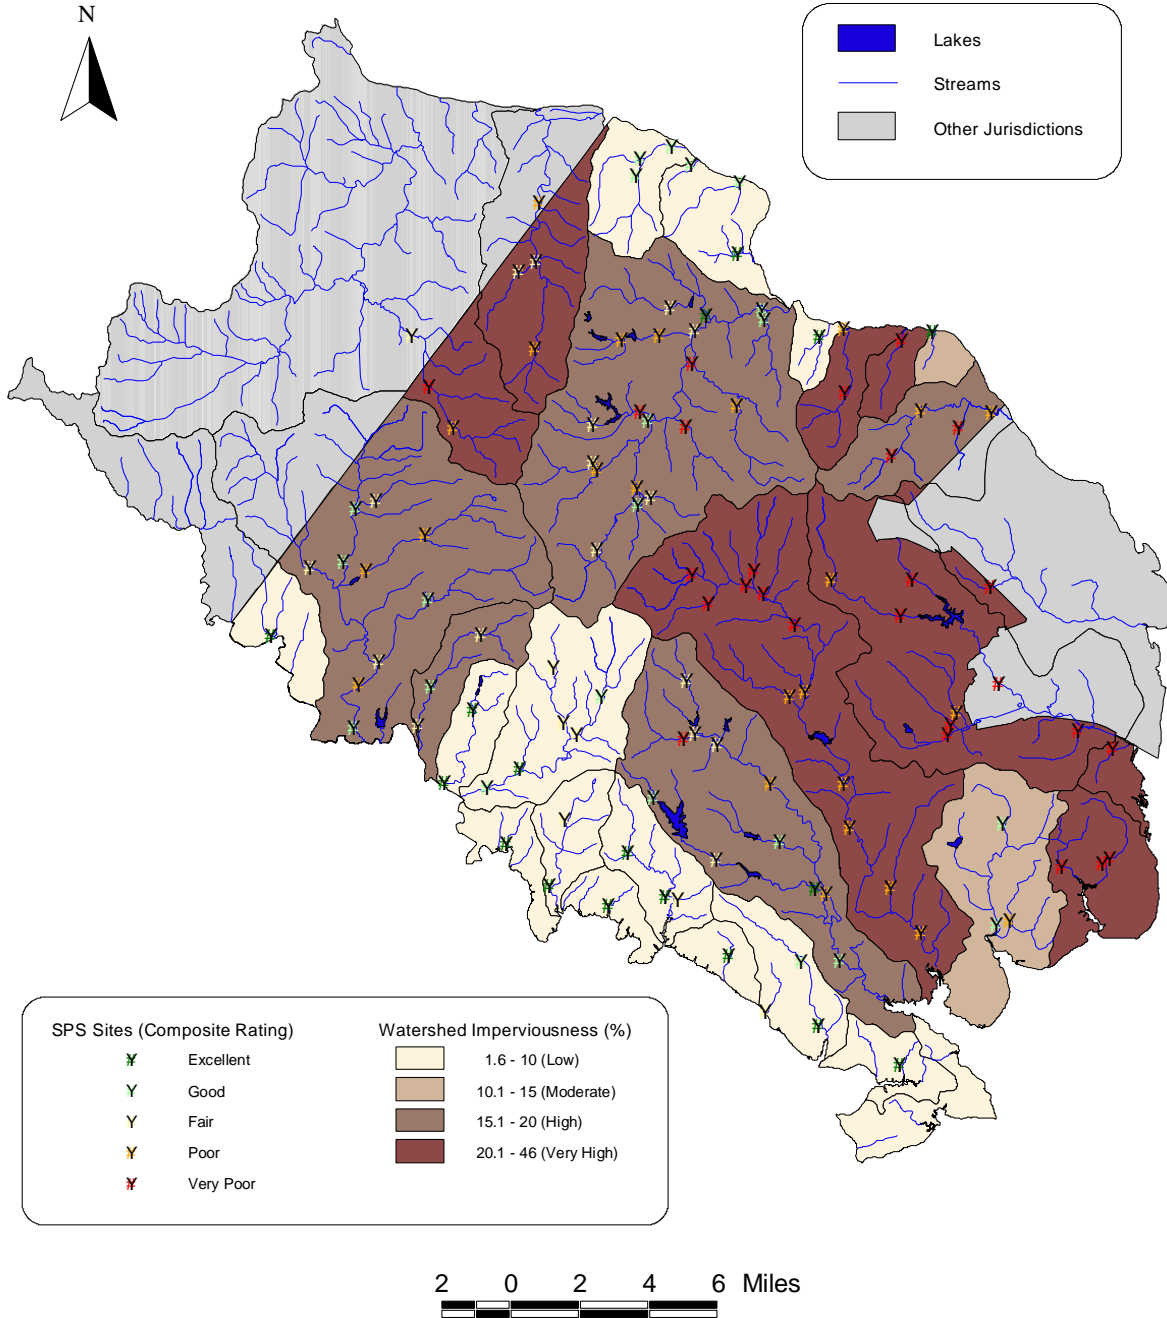 N
Lakes
Streams
Other Jurisdictions
SPS Sites (Composite Rating)
Excellent
Good
Fair
Poor
Very Poor
Watershed Imperviousness (%)
1.6 - 10 (Low)
10.1 - 15 (Moderate)
15.1 - 20 (High)
20.1 - 46 (Very High)
2 0 2 4 6 Miles